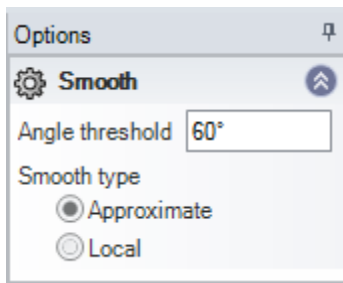 Options
Smooth
Angle threshold 60°
Smooth type
Approximate
Local